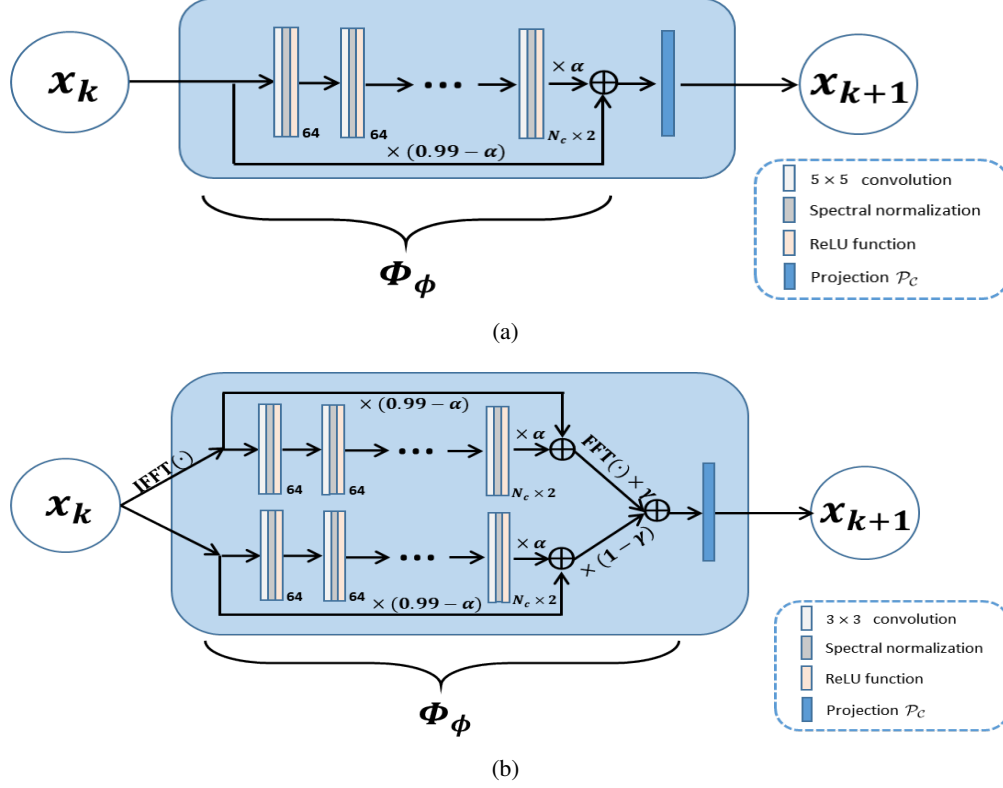 x_k
64
64
...
× α
N_c × 2
× (0.99 − α)
x_{k+1}
Φ_ϕ
5 × 5 convolution
Spectral normalization
ReLU function
Projection 𝒫_𝒞
(a)
x_k
IFFT(·)
× (0.99 − α)
64
64
...
× α
N_c × 2
FFT(·) × γ
64
64
...
× α
N_c × 2
× (0.99 − α)
× (1 − γ)
x_{k+1}
Φ_ϕ
3 × 3 convolution
Spectral normalization
ReLU function
Projection 𝒫_𝒞
(b)